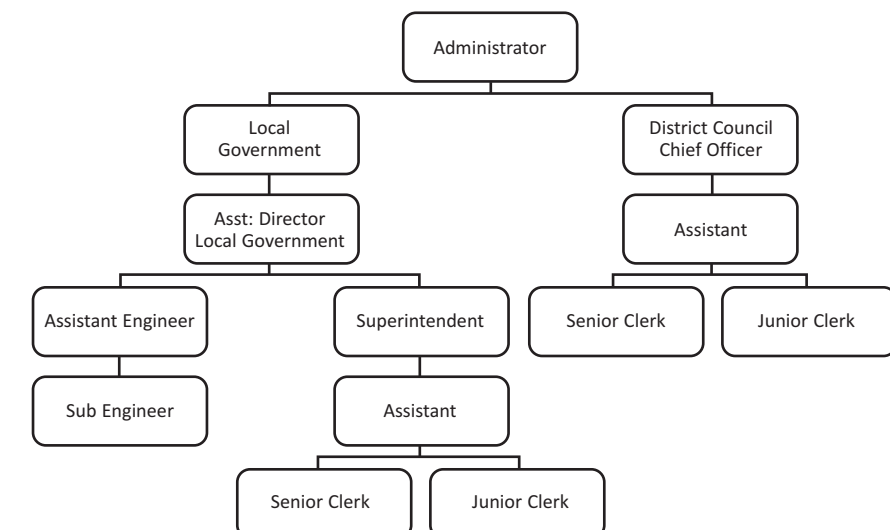 Administrator
Local
Government
District Council
Chief Officer
Asst: Director
Local Government
Assistant
Assistant Engineer
Superintendent
Senior Clerk
Junior Clerk
Sub Engineer
Assistant
Senior Clerk
Junior Clerk